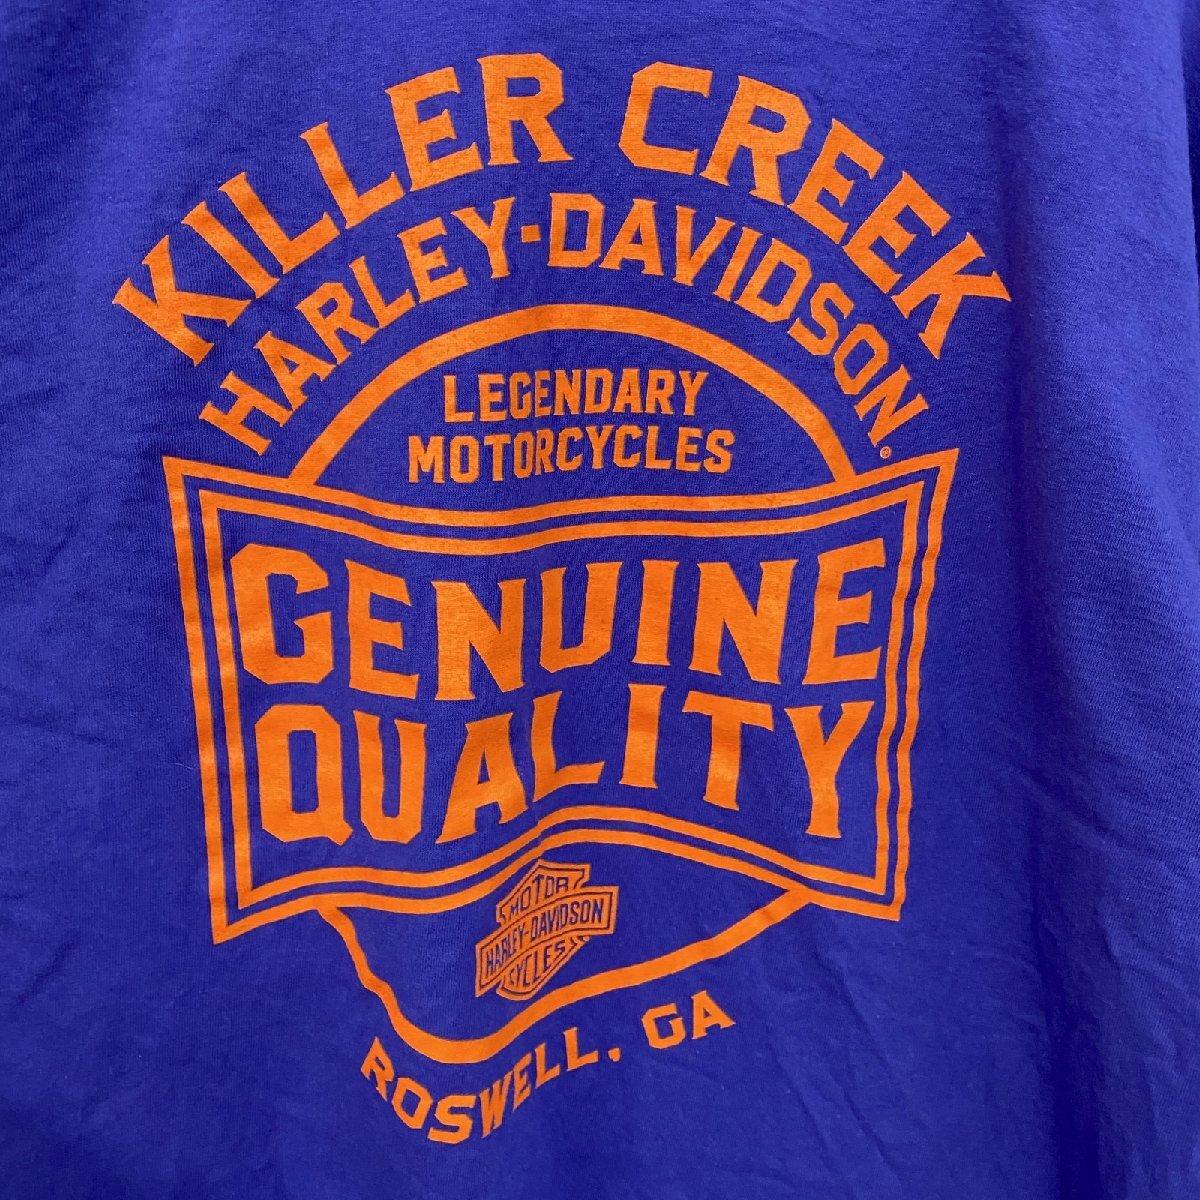 KILLER CREEK
HARLEY-DAVIDSON®
LEGENDARY
MOTORCYCLES
GENUINE
QUALITY
MOTOR
HARLEY-DAVIDSON
CYCLES
ROSWELL, GA